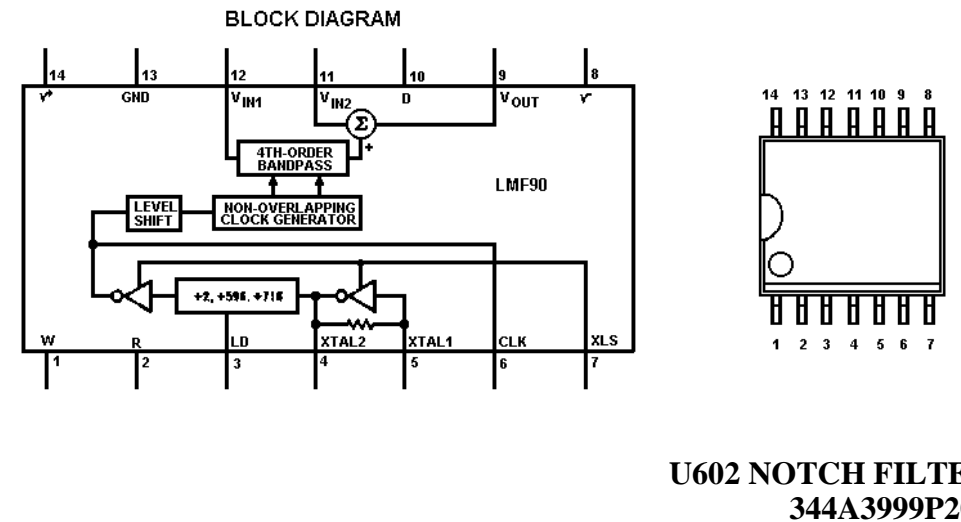 BLOCK DIAGRAM
14 13 12 11 10 9 8
V+ GND VIN1 VIN2 D VOUT V-
Σ
+
4TH-ORDER
BANDPASS
LMF90
LEVEL
SHIFT
NON-OVERLAPPING
CLOCK GENERATOR
÷2, ÷596, ÷716
W R LD XTAL2 XTAL1 CLK XLS
1 2 3 4 5 6 7
14 13 12 11 10 9 8
1 2 3 4 5 6 7
U602 NOTCH FILTE
344A3999P2